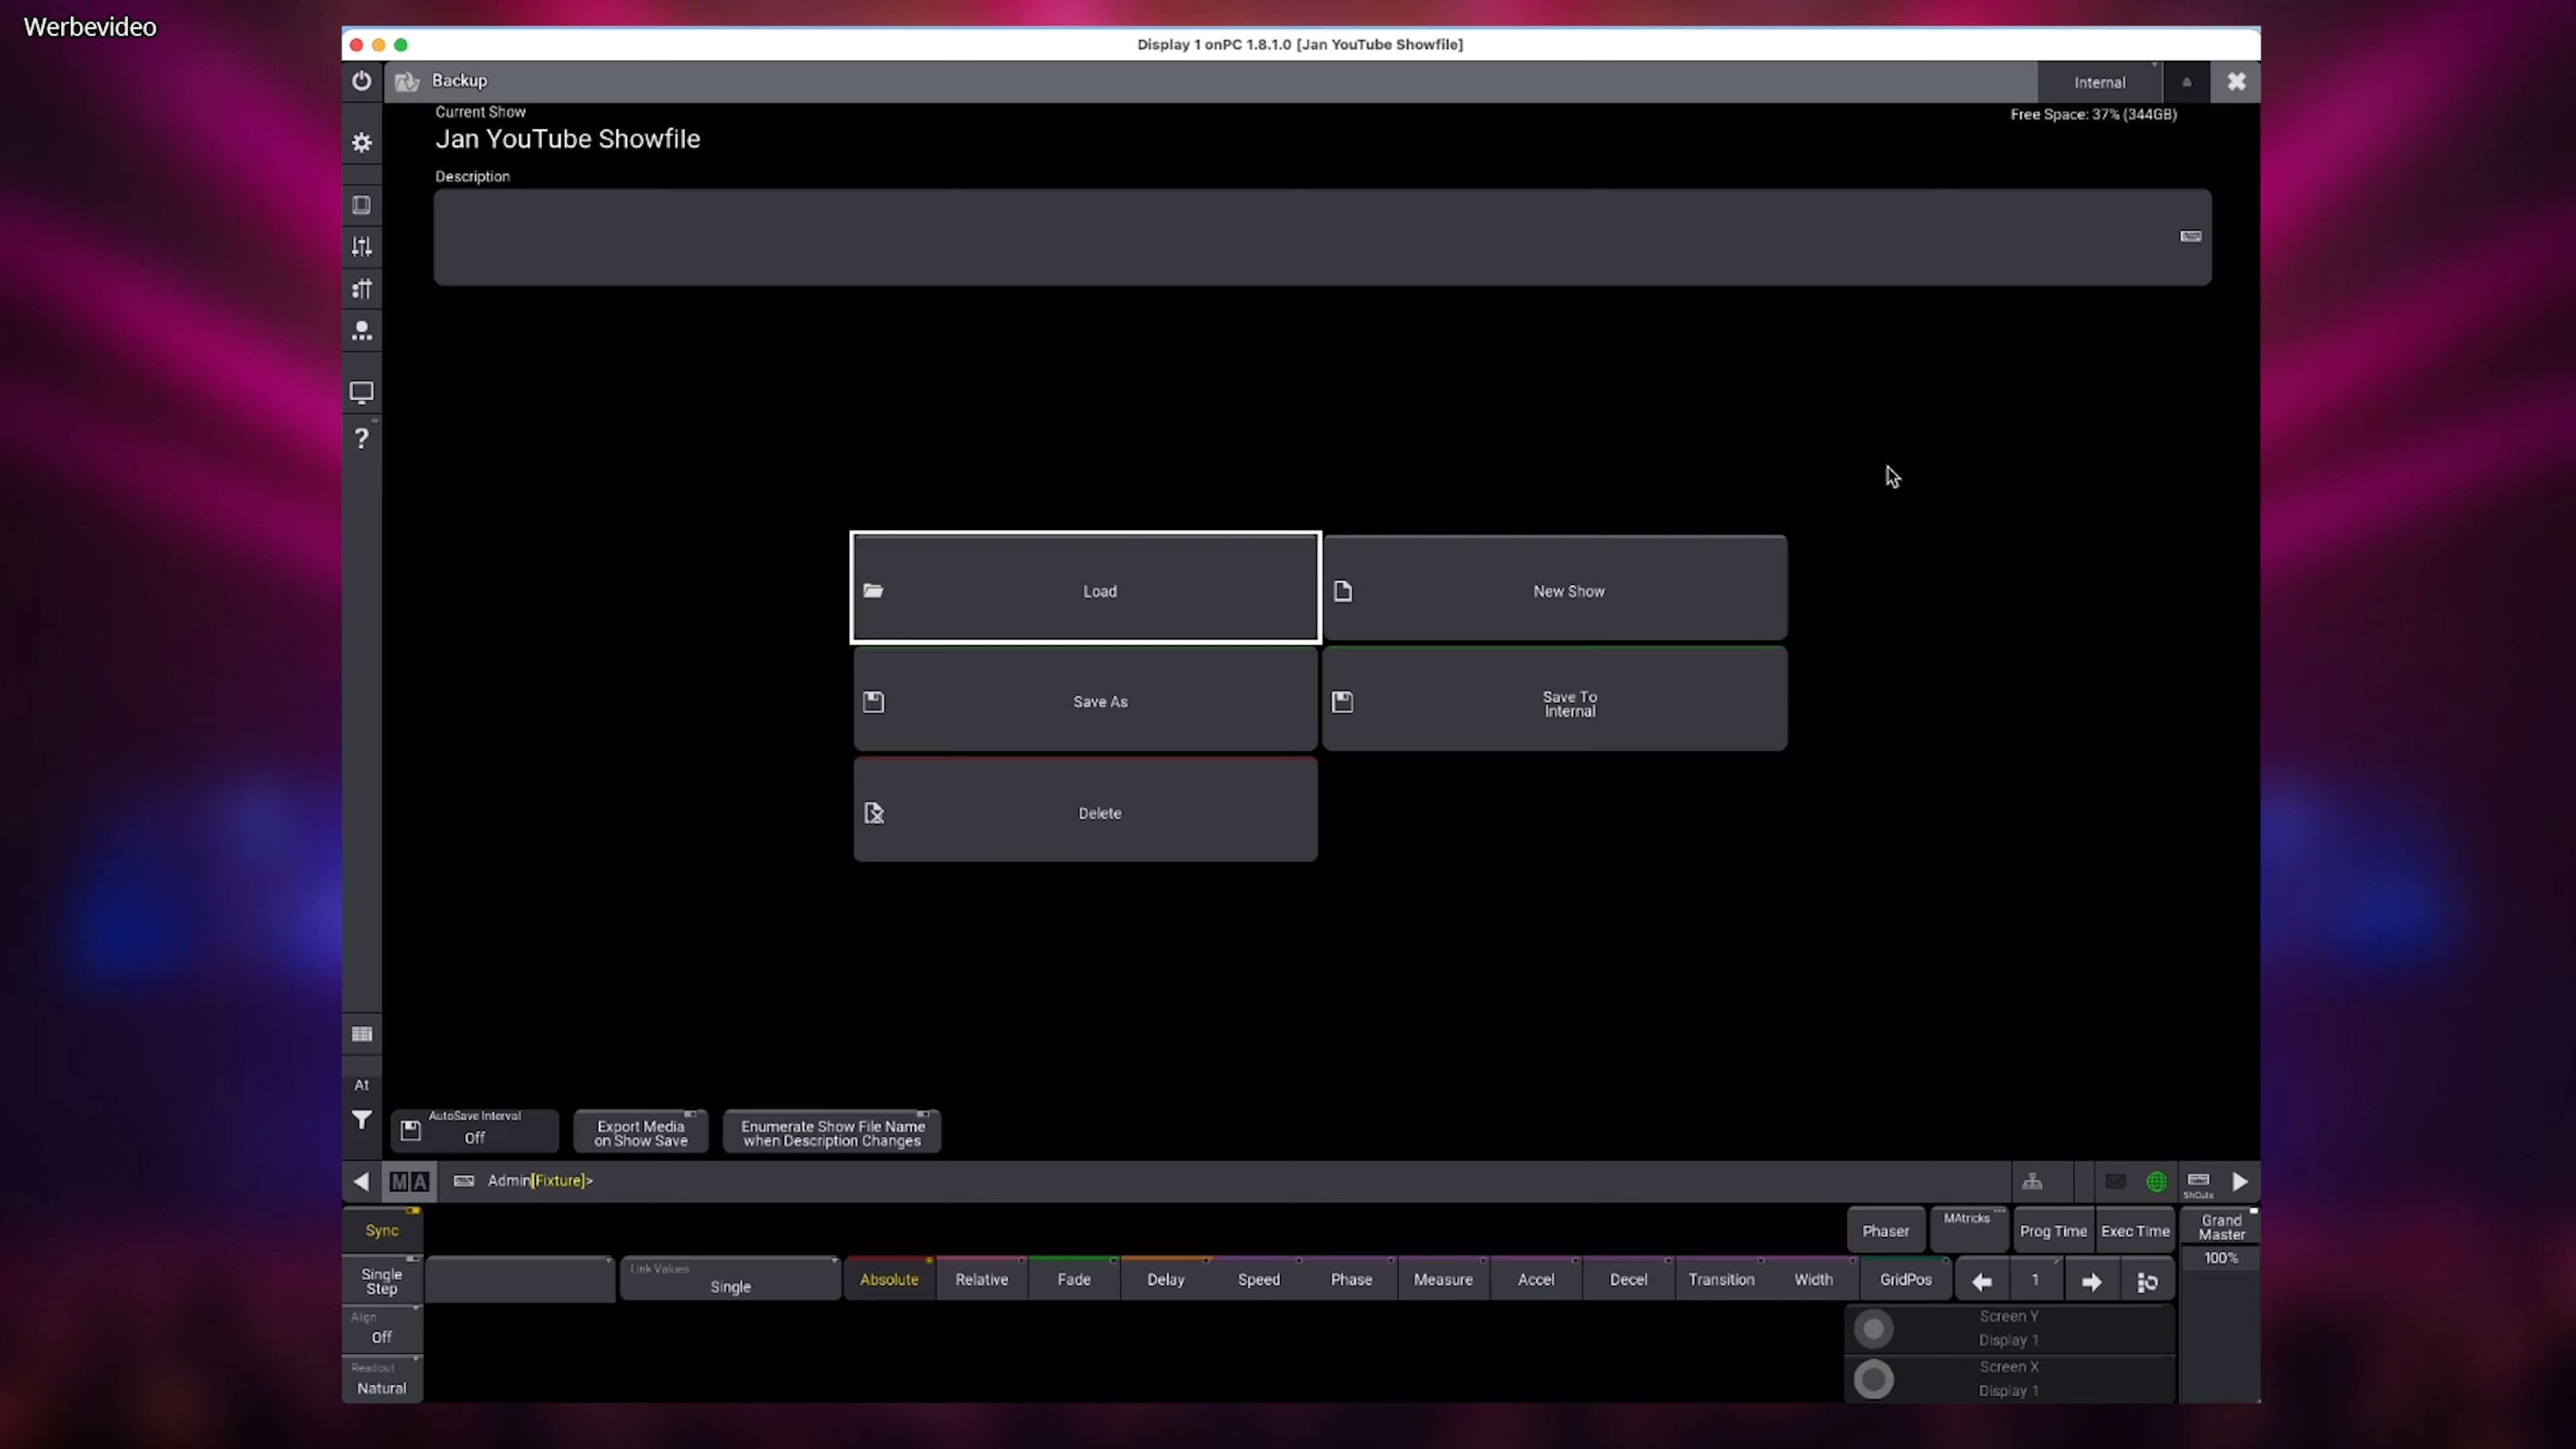 Werbevideo
Display 1 onPC 1.8.1.0 [Jan YouTube Showfile]
Backup
Internal
Current Show
Free Space: 37% (344GB)
Jan YouTube Showfile
Description
?
Load
New Show
Save As
Save To
Internal
Delete
At
AutoSave Interval
Off
Export Media
on Show Save
Enumerate Show File Name
when Description Changes
MA
Admin[Fixture]>
ShCuts
Sync
Phaser
MAtricks
Prog Time
Exec Time
Grand
Master
100%
Single
Step
Link Values
Single
Absolute
Relative
Fade
Delay
Speed
Phase
Measure
Accel
Decel
Transition
Width
GridPos
1
Align
Off
Screen Y
Display 1
Readout
Natural
Screen X
Display 1